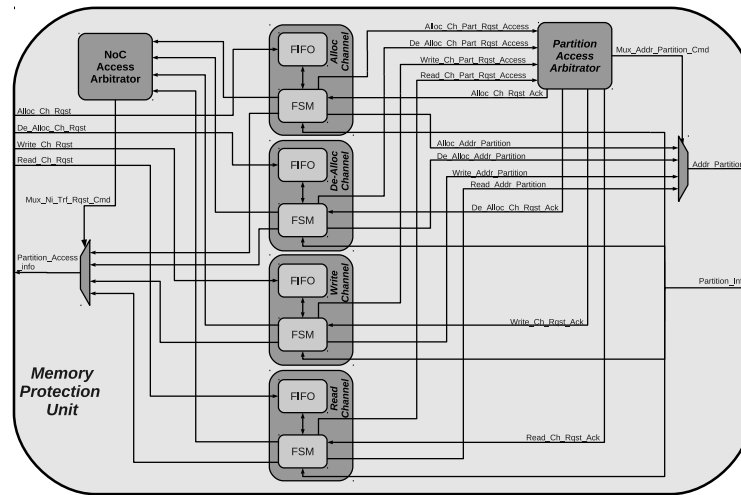 Alloc_Ch_Part_Rqst_Access
De_Alloc_Ch_Part_Rqst_Access
Write_Ch_Part_Rqst_Access
Read_Ch_Part_Rqst_Access
Alloc_Ch_Rqst_Ack
NoC
Access
Arbitrator
FIFO
FSM
Alloc
Channel
Partition
Access
Arbitrator
Mux_Addr_Partition_Cmd
Alloc_Ch_Rqst
De_Alloc_Ch_Rqst
Write_Ch_Rqst
Read_Ch_Rqst
Alloc_Addr_Partition
De_Alloc_Addr_Partition
Write_Addr_Partition
Read_Addr_Partition
Addr_Partition
FIFO
FSM
De-Alloc
Channel
Mux_Ni_Trf_Rqst_Cmd
De_Alloc_Ch_Rqst_Ack
Partition_Access
_info
FIFO
FSM
Write
Channel
Write_Ch_Rqst_Ack
Memory
Protection
Unit
FIFO
FSM
Read
Channel
Read_Ch_Rqst_Ack